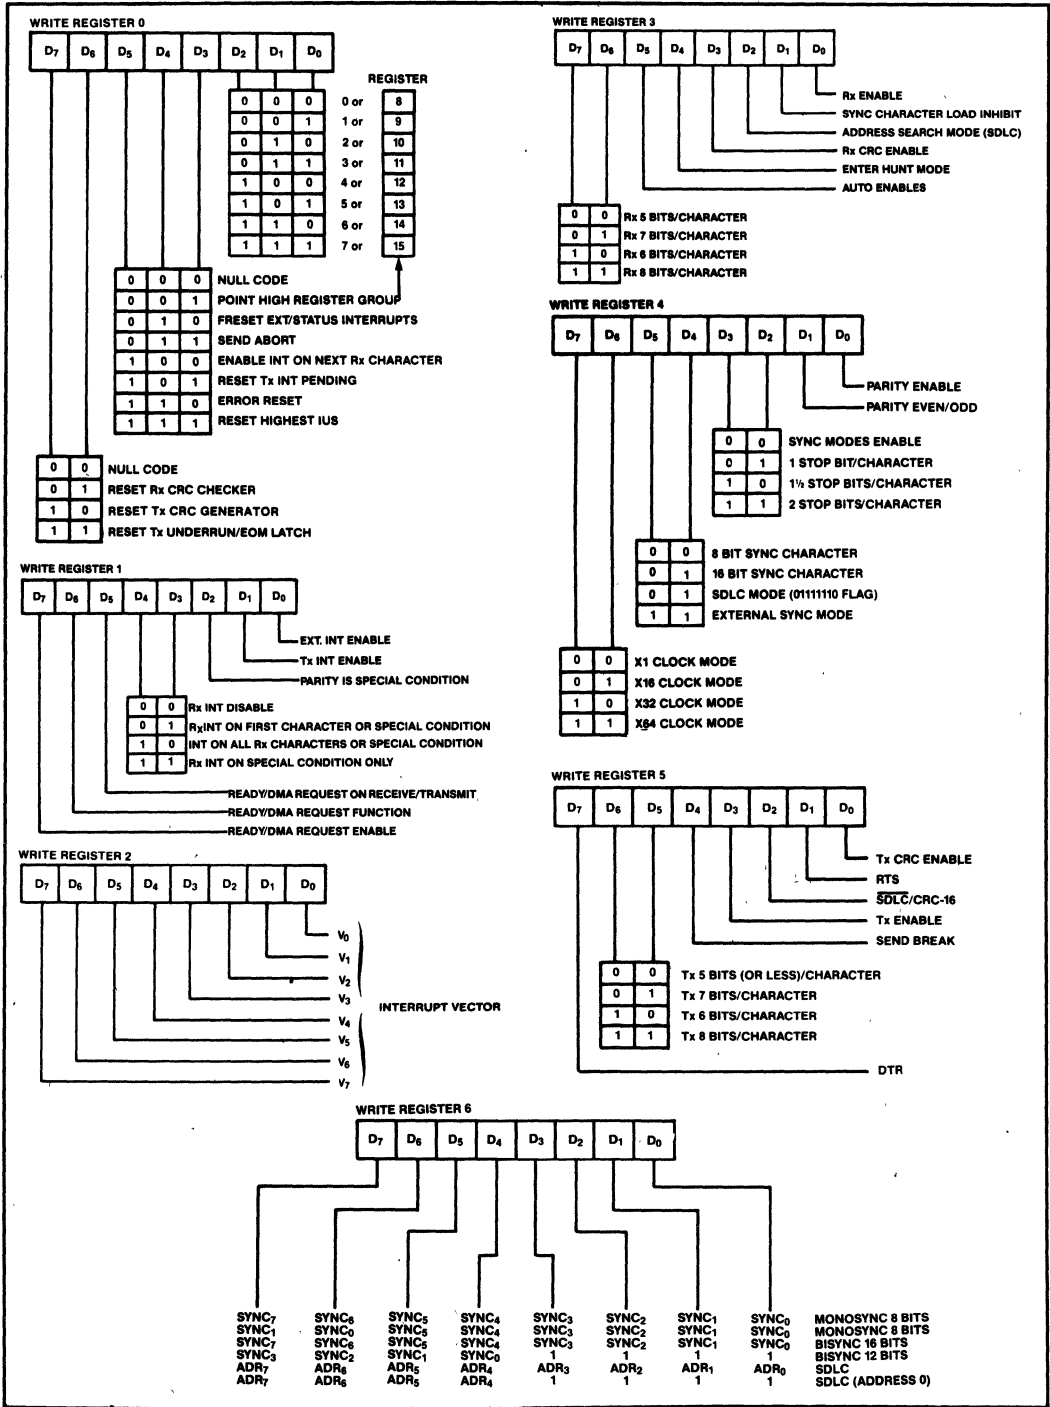 WRITE REGISTER 0
D7 D6 D5 D4 D3 D2 D1 D0
REGISTER
0 0 0 0 or 8
0 0 1 1 or 9
0 1 0 2 or 10
0 1 1 3 or 11
1 0 0 4 or 12
1 0 1 5 or 13
1 1 0 6 or 14
1 1 1 7 or 15
0 0 0 NULL CODE
0 0 1 POINT HIGH REGISTER GROUP
0 1 0 FRESET EXT/STATUS INTERRUPTS
0 1 1 SEND ABORT
1 0 0 ENABLE INT ON NEXT Rx CHARACTER
1 0 1 RESET Tx INT PENDING
1 1 0 ERROR RESET
1 1 1 RESET HIGHEST IUS
0 0 NULL CODE
0 1 RESET Rx CRC CHECKER
1 0 RESET Tx CRC GENERATOR
1 1 RESET Tx UNDERRUN/EOM LATCH
WRITE REGISTER 1
D7 D6 D5 D4 D3 D2 D1 D0
EXT. INT ENABLE
Tx INT ENABLE
PARITY IS SPECIAL CONDITION
0 0 Rx INT DISABLE
0 1 RxINT ON FIRST CHARACTER OR SPECIAL CONDITION
1 0 INT ON ALL Rx CHARACTERS OR SPECIAL CONDITION
1 1 Rx INT ON SPECIAL CONDITION ONLY
READY/DMA REQUEST ON RECEIVE/TRANSMIT
READY/DMA REQUEST FUNCTION
READY/DMA REQUEST ENABLE
WRITE REGISTER 2
D7 D6 D5 D4 D3 D2 D1 D0
V0
V1
V2
V3
INTERRUPT VECTOR
V4
V5
V6
V7
WRITE REGISTER 3
D7 D6 D5 D4 D3 D2 D1 D0
Rx ENABLE
SYNC CHARACTER LOAD INHIBIT
ADDRESS SEARCH MODE (SDLC)
Rx CRC ENABLE
ENTER HUNT MODE
AUTO ENABLES
0 0 Rx 5 BITS/CHARACTER
0 1 Rx 7 BITS/CHARACTER
1 0 Rx 6 BITS/CHARACTER
1 1 Rx 8 BITS/CHARACTER
WRITE REGISTER 4
D7 D6 D5 D4 D3 D2 D1 D0
PARITY ENABLE
PARITY EVEN/ODD
0 0 SYNC MODES ENABLE
0 1 1 STOP BIT/CHARACTER
1 0 1½ STOP BITS/CHARACTER
1 1 2 STOP BITS/CHARACTER
0 0 8 BIT SYNC CHARACTER
0 1 16 BIT SYNC CHARACTER
0 1 SDLC MODE (01111110 FLAG)
1 1 EXTERNAL SYNC MODE
0 0 X1 CLOCK MODE
0 1 X16 CLOCK MODE
1 0 X32 CLOCK MODE
1 1 X64 CLOCK MODE
WRITE REGISTER 5
D7 D6 D5 D4 D3 D2 D1 D0
Tx CRC ENABLE
RTS
SDLC/CRC-16
Tx ENABLE
SEND BREAK
0 0 Tx 5 BITS (OR LESS)/CHARACTER
0 1 Tx 7 BITS/CHARACTER
1 0 Tx 6 BITS/CHARACTER
1 1 Tx 8 BITS/CHARACTER
DTR
WRITE REGISTER 6
D7 D6 D5 D4 D3 D2 D1 D0
SYNC7 SYNC6 SYNC5 SYNC4 SYNC3 SYNC2 SYNC1 SYNC0 MONOSYNC 8 BITS
SYNC1 SYNC0 SYNC5 SYNC4 SYNC3 SYNC2 SYNC1 SYNC0 MONOSYNC 8 BITS
SYNC7 SYNC6 SYNC5 SYNC4 SYNC3 SYNC2 SYNC1 SYNC0 BISYNC 16 BITS
SYNC3 SYNC2 SYNC1 SYNC0 1 1 1 1 BISYNC 12 BITS
ADR7 ADR6 ADR5 ADR4 ADR3 ADR2 ADR1 ADR0 SDLC
ADR7 ADR6 ADR5 ADR4 1 1 1 1 SDLC (ADDRESS 0)